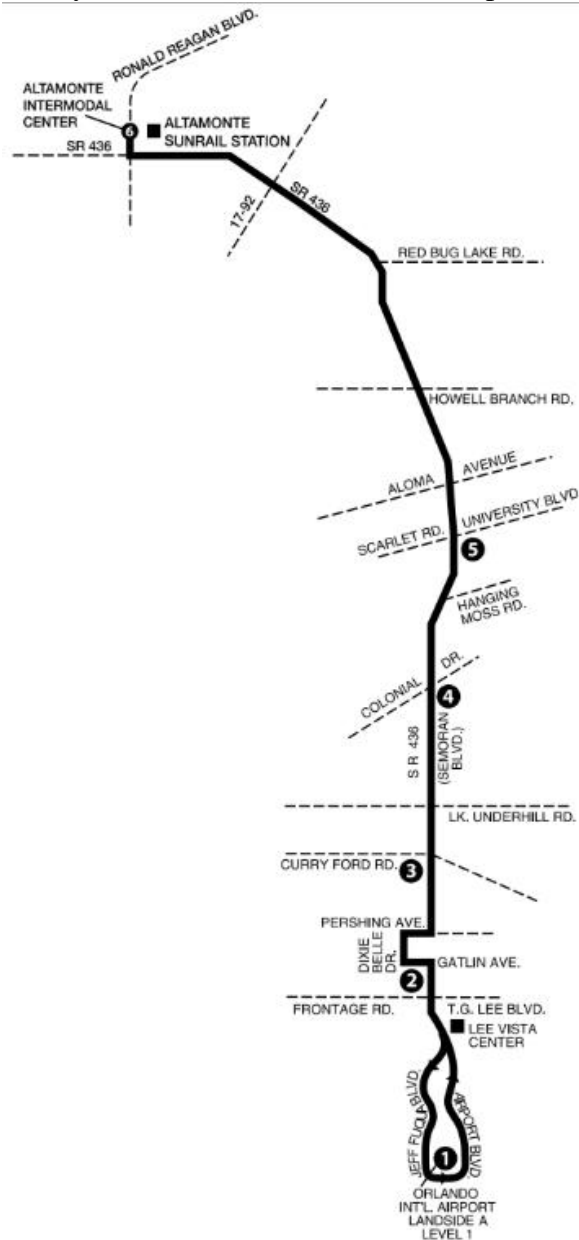 RONALD REAGAN BLVD.
ALTAMONTE
INTERMODAL
CENTER
6
ALTAMONTE
SUNRAIL STATION
SR 436
17-92
SR 436
RED BUG LAKE RD.
HOWELL BRANCH RD.
ALOMA AVENUE
SCARLET RD. UNIVERSITY BLVD
5
HANGING
MOSS RD.
COLONIAL DR.
4
SR 436
(SEMORAN
BLVD.)
LK. UNDERHILL RD.
CURRY FORD RD.
3
PERSHING AVE.
DIXIE
BELLE
DR.
GATLIN AVE.
2
FRONTAGE RD.
T.G. LEE BLVD.
LEE VISTA
CENTER
JEFF FUQUA BLVD.
AIRPORT BLVD.
1
ORLANDO
INT'L. AIRPORT
LANDSIDE A
LEVEL 1